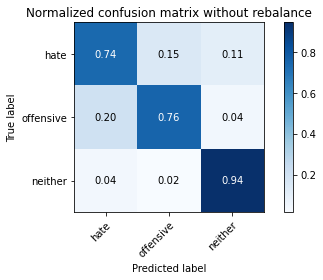 Normalized confusion matrix without rebalance
True label
hate 0.74 0.15 0.11
offensive 0.20 0.76 0.04
neither 0.04 0.02 0.94
hate offensive neither
Predicted label
0.8
0.6
0.4
0.2